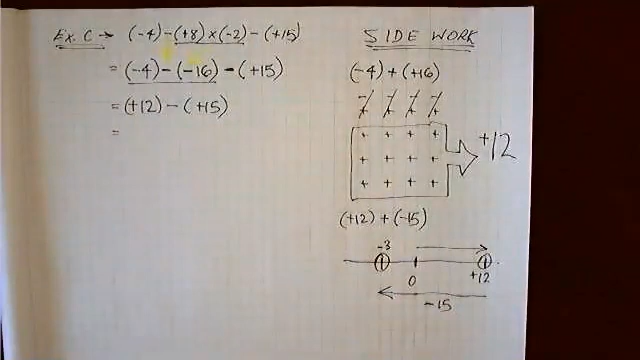 Ex. C → (-4) - (+8) × (-2) - (+15)
= (-4) - (-16) - (+15)
= (+12) - (+15)
=
SIDE WORK
(-4) + (+16)
- - - -
+ + + +
+ + + +
+ + + +
+ + + +
+12
(+12) + (-15)
-3
0
+12
-15